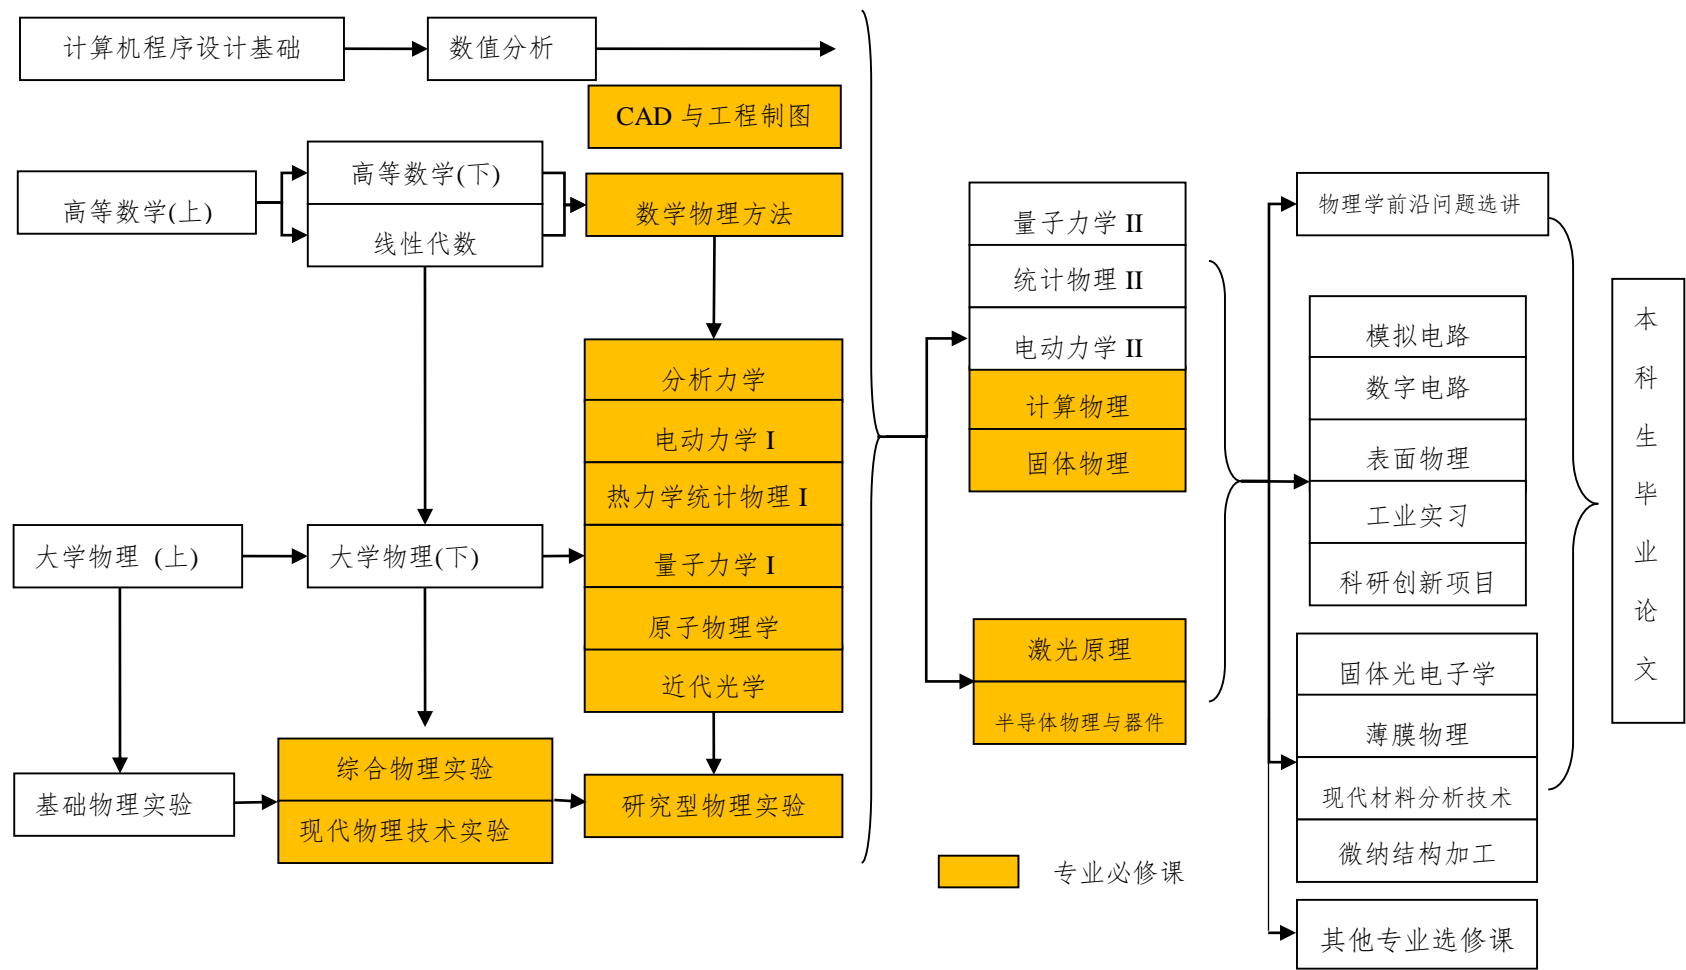 计算机程序设计基础
数值分析
CAD 与工程制图
高等数学(上)
高等数学(下)
线性代数
数学物理方法
分析力学
电动力学 I
热力学统计物理 I
量子力学 I
原子物理学
近代光学
大学物理 (上)
大学物理(下)
基础物理实验
综合物理实验
现代物理技术实验
研究型物理实验
量子力学 II
统计物理 II
电动力学 II
计算物理
固体物理
激光原理
半导体物理与器件
专业必修课
物理学前沿问题选讲
模拟电路
数字电路
表面物理
工业实习
科研创新项目
固体光电子学
薄膜物理
现代材料分析技术
微纳结构加工
其他专业选修课
本
科
生
毕
业
论
文